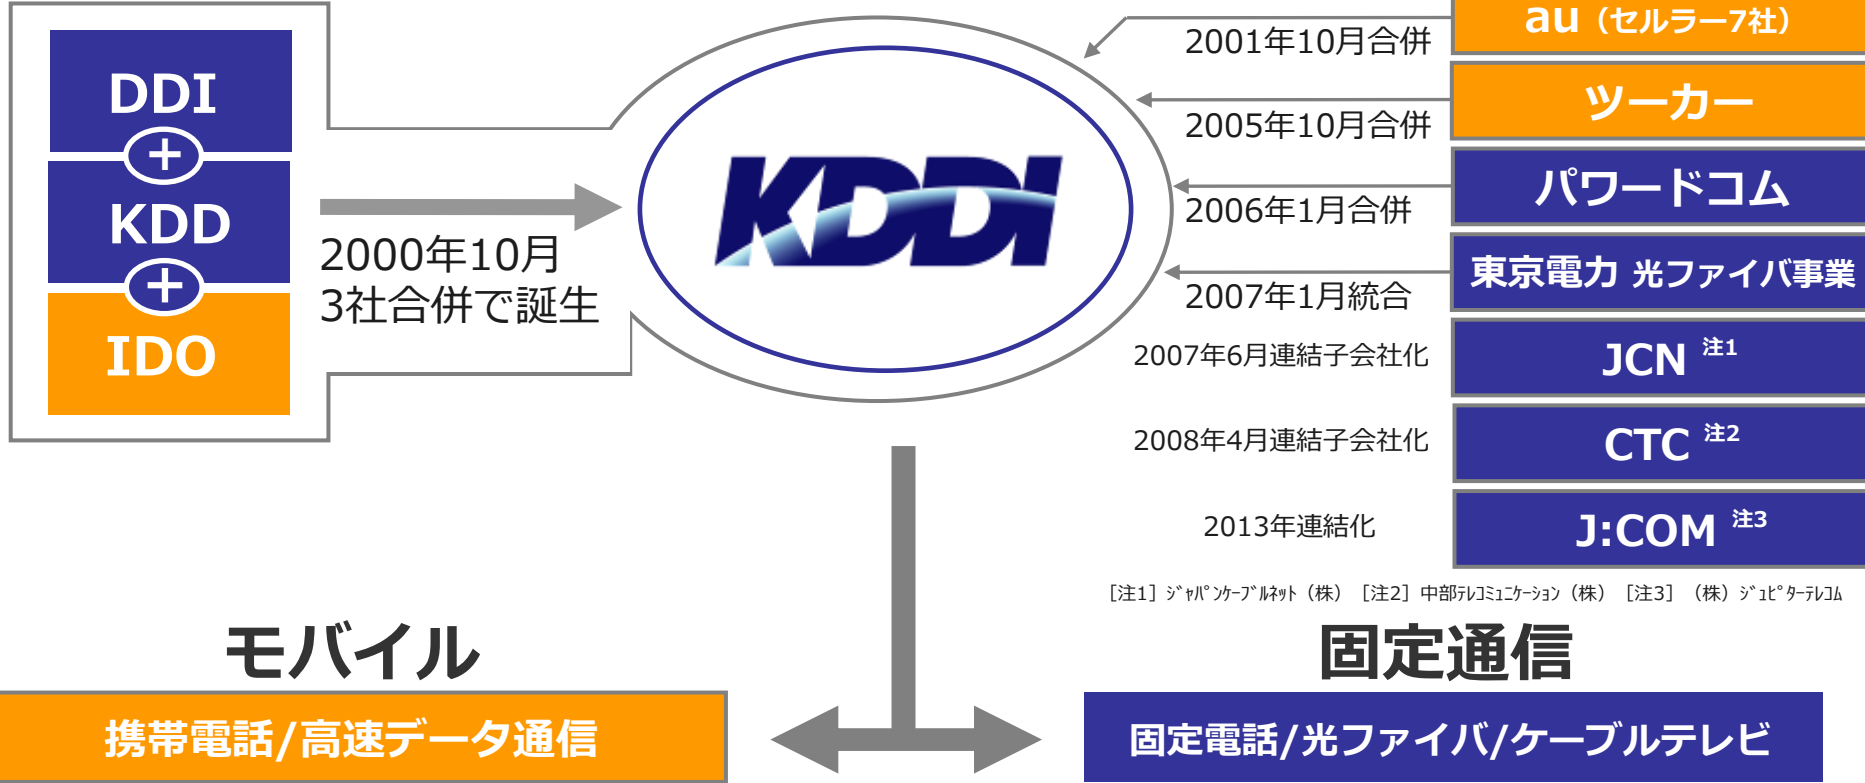 DDI
+
KDD
+
IDO
2000年10月
3社合併で誕生
KDDI
2001年10月合併
au（セルラー7社）
2005年10月合併
ツーカー
2006年1月合併
パワードコム
2007年1月統合
東京電力 光ファイバ事業
2007年6月連結子会社化
JCN 注1
2008年4月連結子会社化
CTC 注2
2013年連結化
J:COM 注3
［注1］ｼﾞｬﾊﾟﾝｹｰﾌﾞﾙﾈｯﾄ（株）［注2］中部ﾃﾚｺﾐｭﾆｹｰｼｮﾝ（株）［注3］（株）ｼﾞｭﾋﾟﾀｰﾃﾚｺﾑ
モバイル
携帯電話/高速データ通信
固定通信
固定電話/光ファイバ/ケーブルテレビ